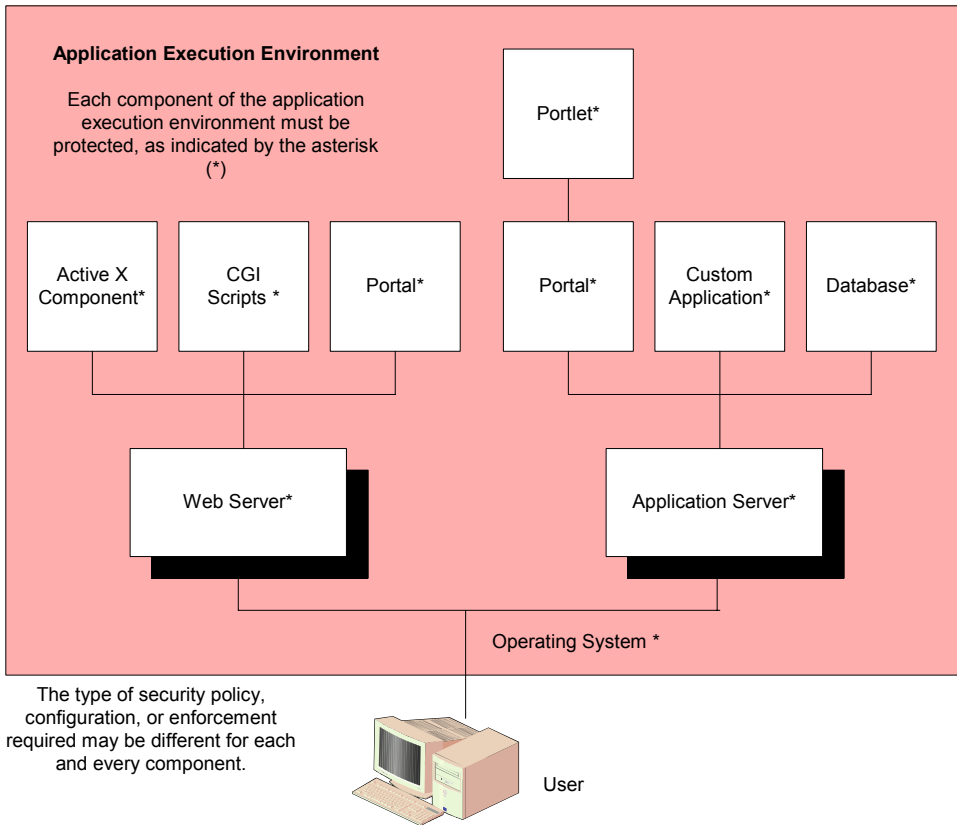 Application Execution Environment
Each component of the application
execution environment must be
protected, as indicated by the asterisk
(*)
Portlet*
Active X
Component*
CGI
Scripts *
Portal*
Portal*
Custom
Application*
Database*
Web Server*
Application Server*
Operating System *
The type of security policy,
configuration, or enforcement
required may be different for each
and every component.
User